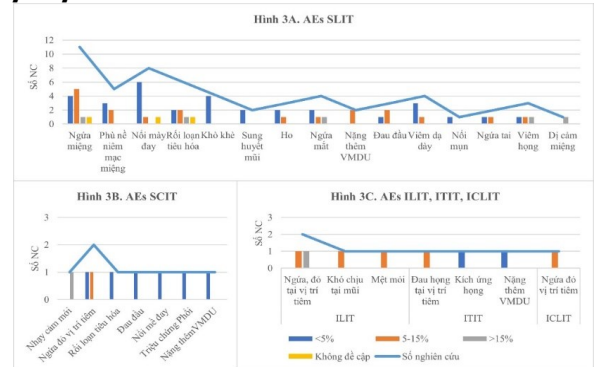 Hình 3A. AEs SLIT
Số NC
12
10
8
6
4
2
0
Ngứa miệng
Phù nề niêm mạc miệng
Nổi mày đay
Rối loạn tiêu hóa
Khò khè
Sung huyết mũi
Ho
Ngứa mắt
Nặng thêm VMDU
Đau đầu
Viêm dạ dày
Nổi mụn
Ngứa tai
Viêm họng
Dị cảm miệng
Hình 3B. AEs SCIT
Số NC
3
2
1
0
Nhạy cảm mới
Ngứa đỏ vị trí tiêm
Rối loạn tiêu hóa
Đau đầu
Nổi mề đay
Triệu chứng Phổi
Nặng thêmVMDU
Hình 3C. AEs ILIT, ITIT, ICLIT
Số NC
3
2
1
0
Ngứa, đỏ tại vị trí tiêm
Khó chịu tại mũi
Mệt mỏi
Đau họng tại vị trí tiêm
Kích ứng họng
Nặng thêm VMDU
Ngứa đỏ vị trí tiêm
ILIT
ITIT
ICLIT
<5%
5-15%
>15%
Không đề cập
Số nghiên cứu